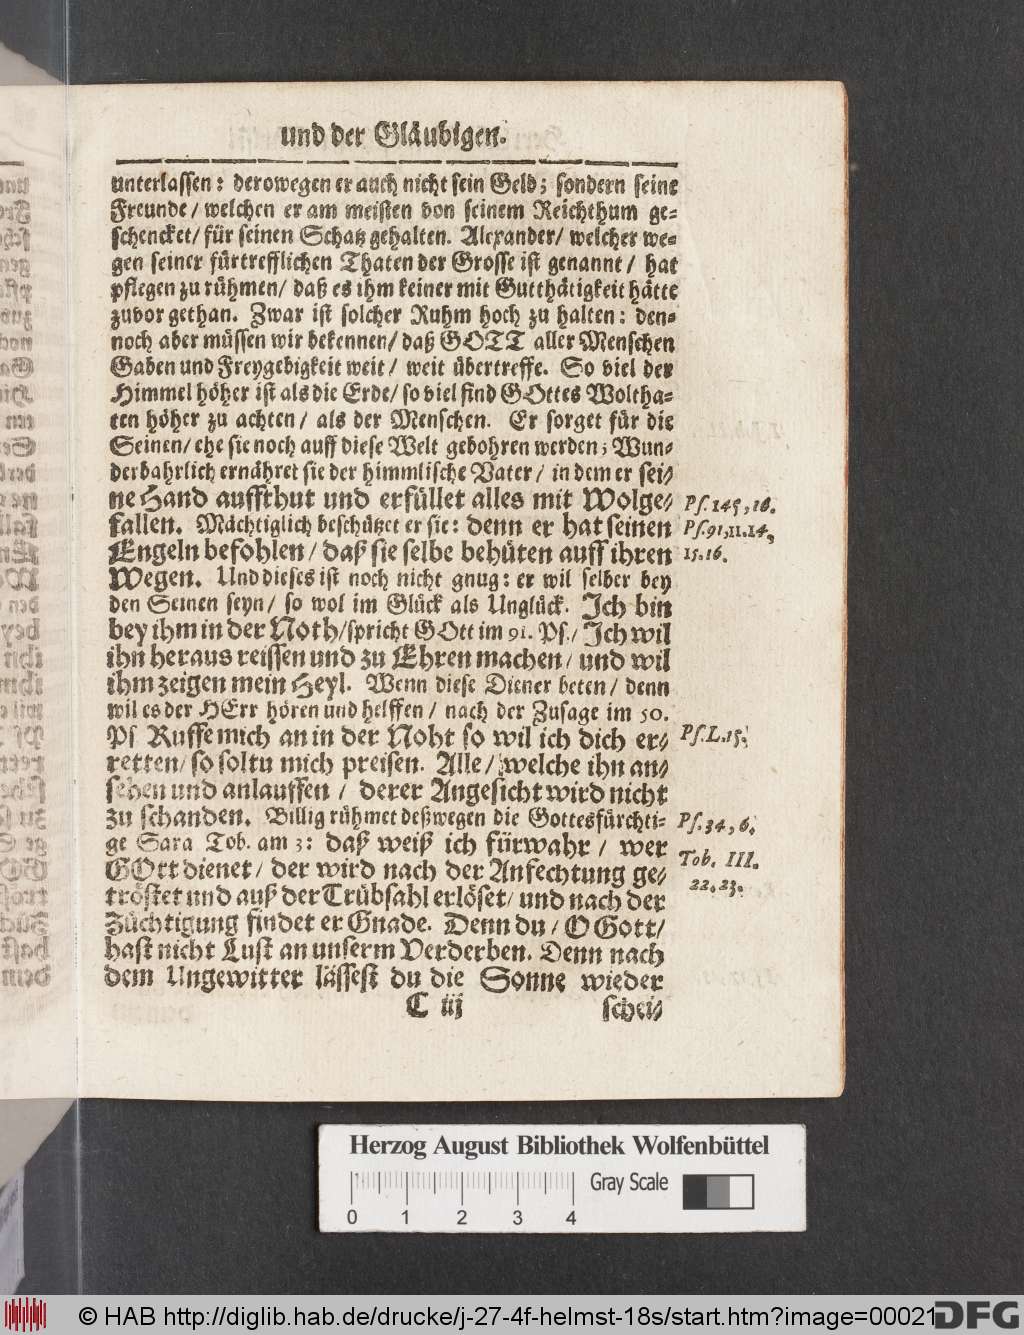 und der Gläubigen.
unterlassen: derowegen er auch nicht sein Geld; sondern seine
Freunde/ welchen er am meisten von seinem Reichthum ge-
schencket/ für seinen Schatz gehalten. Alexander/ welcher we-
gen seiner fürtrefflichen Thaten der Grosse ist genannt/ hat
pflegen zu rühmen/ daß es ihm keiner mit Gutthätigkeit hätte
zuvor gethan. Zwar ist solcher Ruhm hoch zu halten: den-
noch aber müssen wir bekennen/ daß GOTT aller Menschen
Gaben und Freygebigkeit weit/ weit übertreffe. So viel der
Himmel höher ist als die Erde/ so viel sind GOttes Woltha-
ten höher zu achten/ als der Menschen. Er sorget für die
Seinen/ ehe sie noch auff diese Welt gebohren werden; Wun-
derbahrlich ernähret sie der himmlische Vater/ in dem er sei-
ne Hand auffthut und erfüllet alles mit Wolge- Ps. 145, 16.
fallen. Mächtiglich beschützet er sie: denn er hat seinen Ps. 91, 11. 14,
Engeln befohlen/ daß sie selbe behüten auff ihren 15. 16.
Wegen. Und dieses ist noch nicht gnug: er wil selber bey
den Seinen seyn/ so wol im Glück als Unglück. Ich bin
bey ihm in der Noth/ spricht GOtt im 91. Ps./ Ich wil
ihn heraus reissen und zu Ehren machen/ und wil
ihm zeigen mein Heyl. Wenn diese Diener beten/ denn
wil es der HErr hören und helffen/ nach der Zusage im 50.
Ps Ruffe mich an in der Noht so wil ich dich er- Ps. L. 15.
retten/ so soltu mich preisen. Alle/ welche ihn an-
sehen und anlauffen/ derer Angesicht wird nicht
zu schanden. Billig rühmet deßwegen die Gottesfürchti- Ps. 34, 6.
ge Sara Tob. am 3: daß weiß ich fürwahr/ wer Tob. III.
GOtt dienet/ der wird nach der Anfechtung ge- 22. 23.
tröstet und auß der Trübsahl erlöset/ und nach der
Züchtigung findet er Gnade. Denn du/ O Gott/
hast nicht Lust an unserm Verderben. Denn nach
dem Ungewitter lässest du die Sonne wieder
C iij schei-
Herzog August Bibliothek Wolfenbüttel
Gray Scale
0 1 2 3 4
© HAB http://diglib.hab.de/drucke/j-27-4f-helmst-18s/start.htm?image=00021
DFG